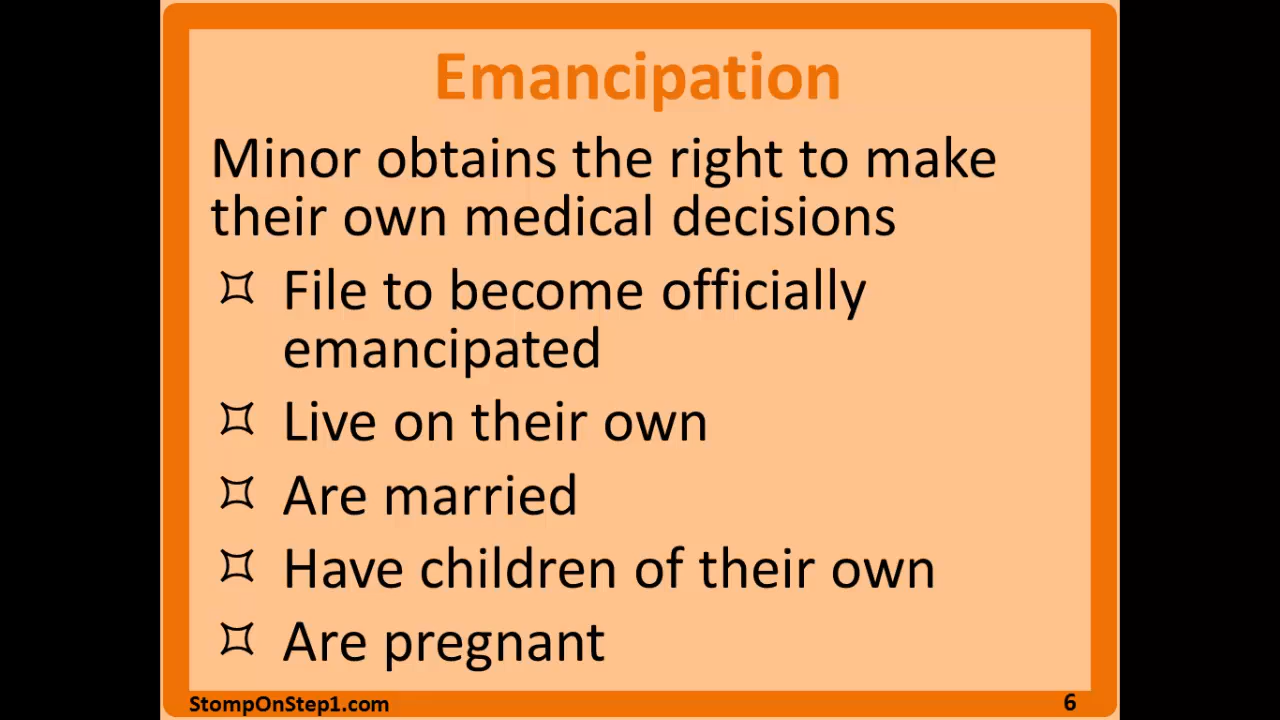 Emancipation
Minor obtains the right to make
their own medical decisions
File to become officially
emancipated
Live on their own
Are married
Have children of their own
Are pregnant
StompOnStep1.com
6